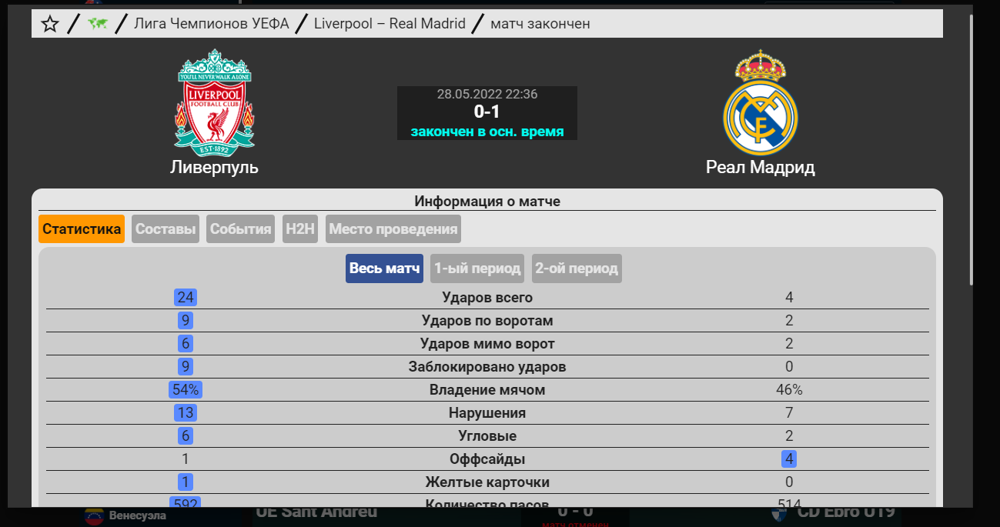 Лига Чемпионов УЕФА / Liverpool – Real Madrid / матч закончен
YOU'LL NEVER WALK ALONE
LIVERPOOL
FOOTBALL CLUB
EST·1892
28.05.2022 22:36
0-1
закончен в осн. время
Ливерпуль
Реал Мадрид
Информация о матче
Статистика Составы События H2H Место проведения
Весь матч 1-ый период 2-ой период
24 Ударов всего 4
9 Ударов по воротам 2
6 Ударов мимо ворот 2
9 Заблокировано ударов 0
54% Владение мячом 46%
13 Нарушения 7
6 Угловые 2
1 Оффсайды 4
1 Желтые карточки 0
592 Количество пасов 514
Венесуэла UE Sant Andreu 0 - 0 CD Ebro U19
матч отменен